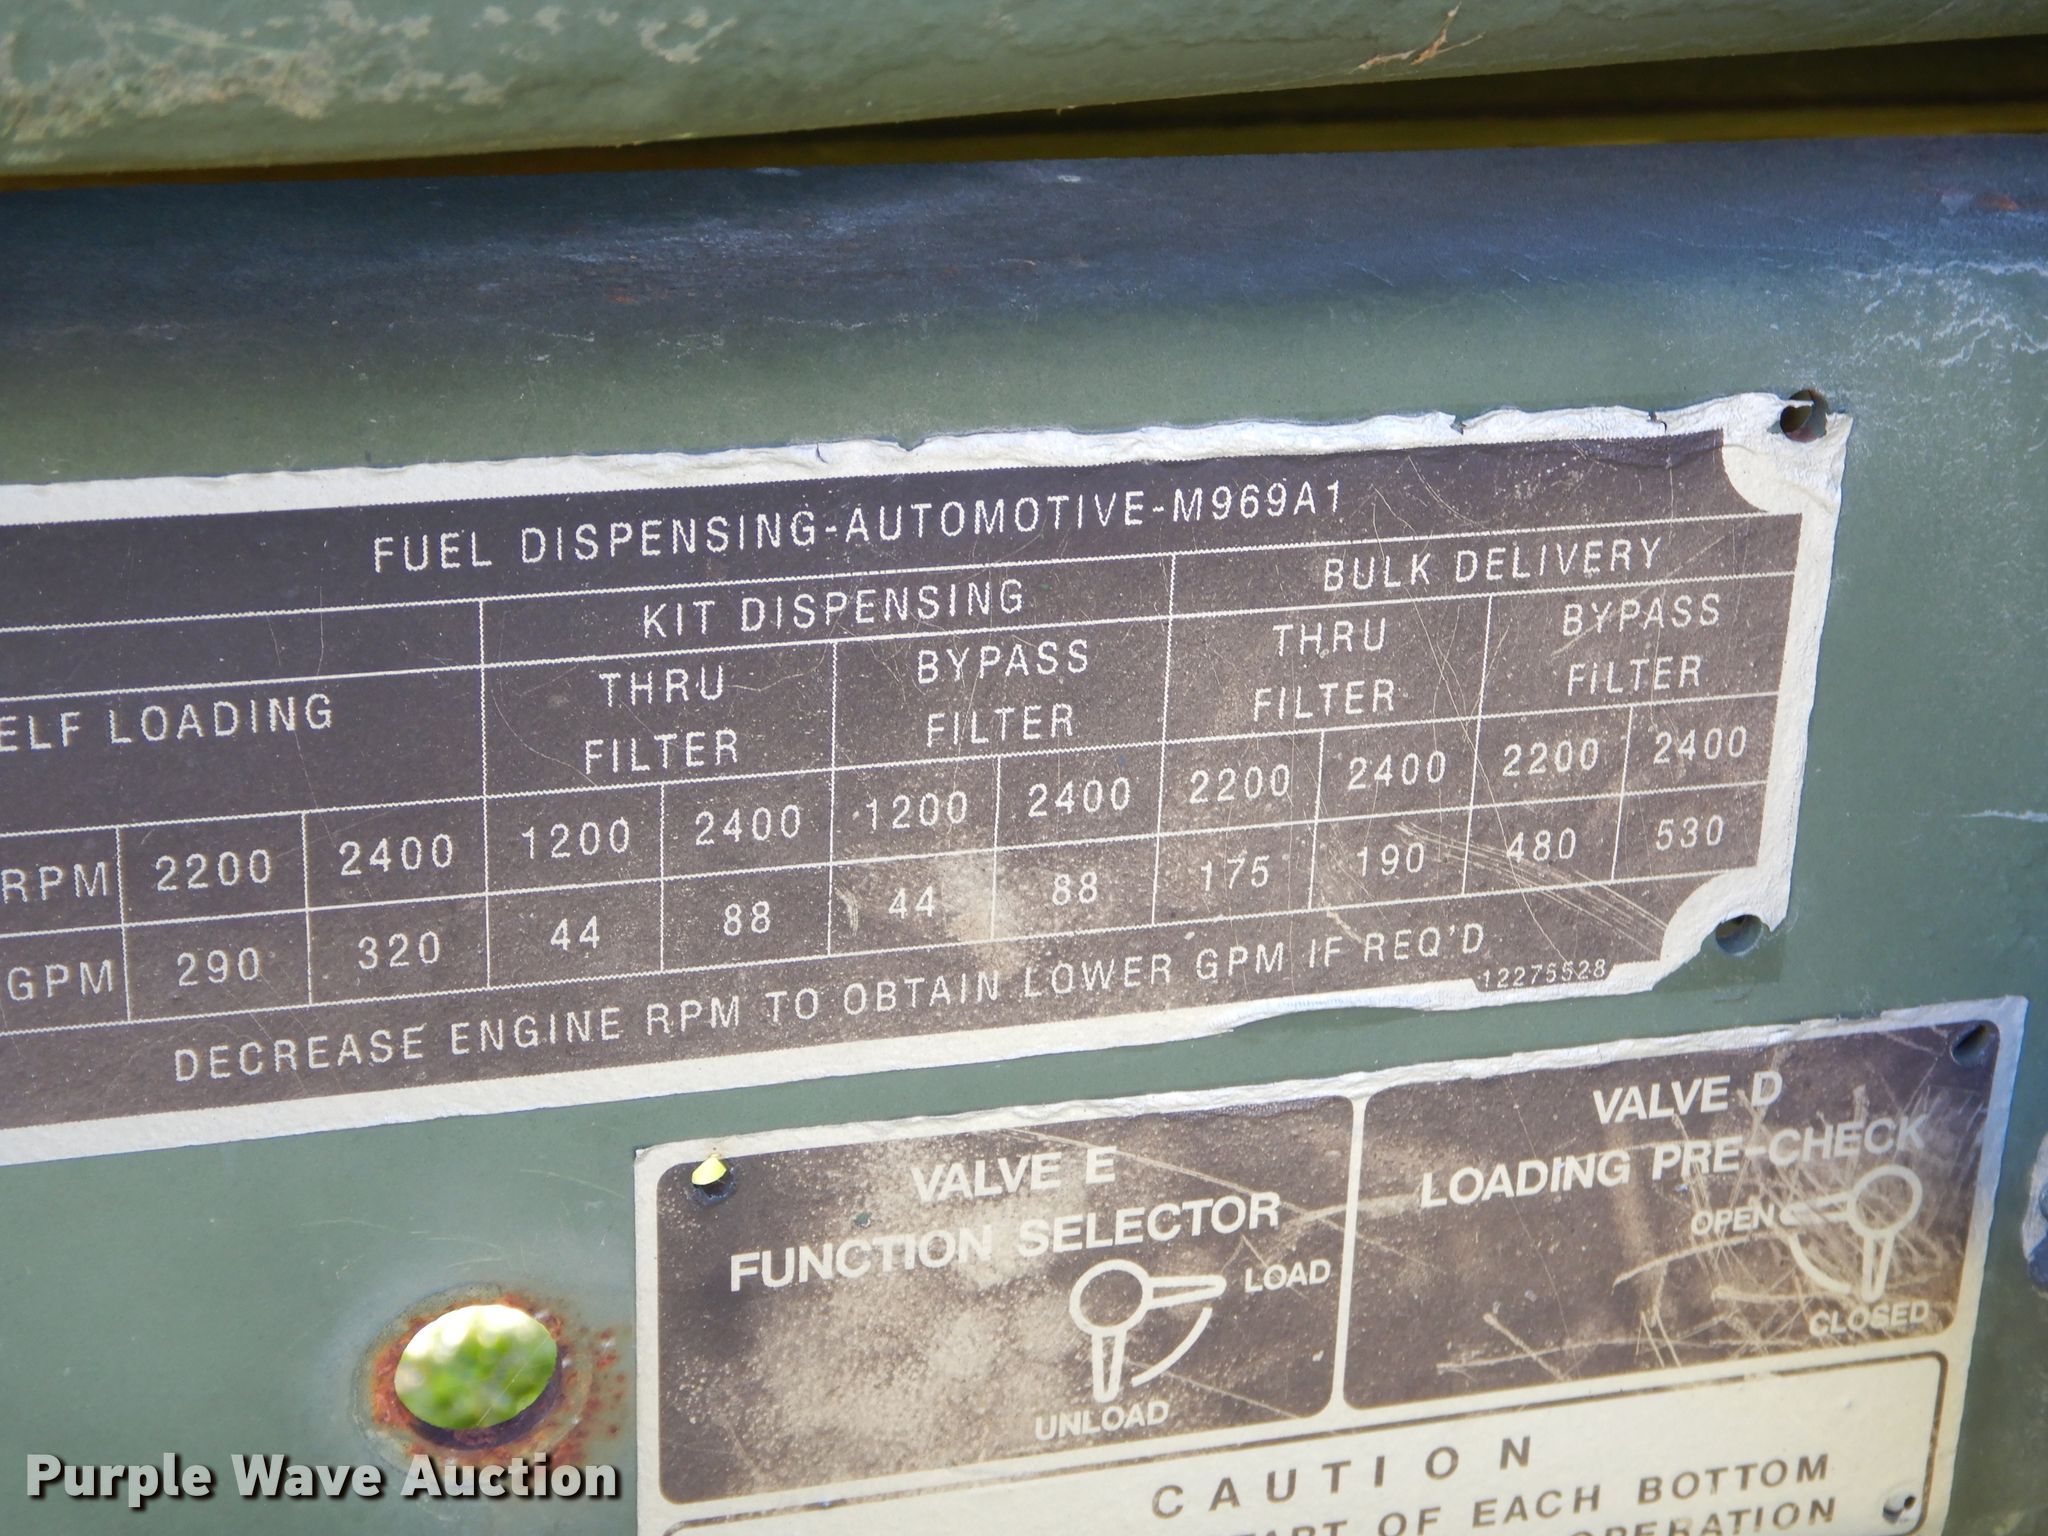 FUEL DISPENSING-AUTOMOTIVE-M969A1
KIT DISPENSING BULK DELIVERY
ELF LOADING THRU FILTER BYPASS FILTER THRU FILTER BYPASS FILTER
RPM 2200 2400 1200 2400 1200 2400 2200 2400 2200 2400
GPM 290 320 44 88 44 88 175 190 480 530
DECREASE ENGINE RPM TO OBTAIN LOWER GPM IF REQ'D
12275528
VALVE E
FUNCTION SELECTOR
LOAD
UNLOAD
VALVE D
LOADING PRE-CHECK
OPEN
CLOSED
CAUTION
OF EACH BOTTOM
OPERATION
Purple Wave Auction